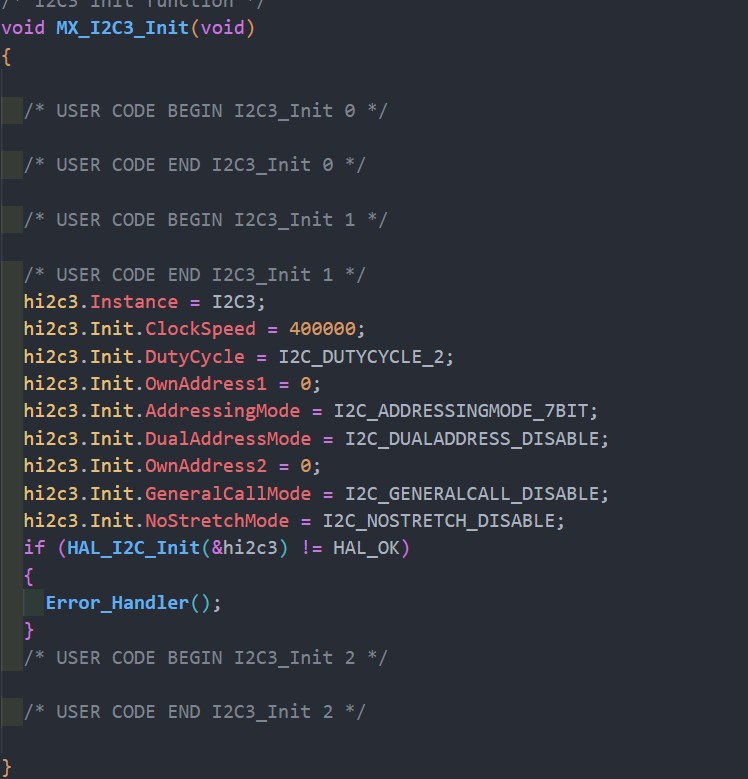 /* I2C3 init function */
void MX_I2C3_Init(void)
{
/* USER CODE BEGIN I2C3_Init 0 */
/* USER CODE END I2C3_Init 0 */
/* USER CODE BEGIN I2C3_Init 1 */
/* USER CODE END I2C3_Init 1 */
hi2c3.Instance = I2C3;
hi2c3.Init.ClockSpeed = 400000;
hi2c3.Init.DutyCycle = I2C_DUTYCYCLE_2;
hi2c3.Init.OwnAddress1 = 0;
hi2c3.Init.AddressingMode = I2C_ADDRESSINGMODE_7BIT;
hi2c3.Init.DualAddressMode = I2C_DUALADDRESS_DISABLE;
hi2c3.Init.OwnAddress2 = 0;
hi2c3.Init.GeneralCallMode = I2C_GENERALCALL_DISABLE;
hi2c3.Init.NoStretchMode = I2C_NOSTRETCH_DISABLE;
if (HAL_I2C_Init(&hi2c3) != HAL_OK)
{
Error_Handler();
}
/* USER CODE BEGIN I2C3_Init 2 */
/* USER CODE END I2C3_Init 2 */
}